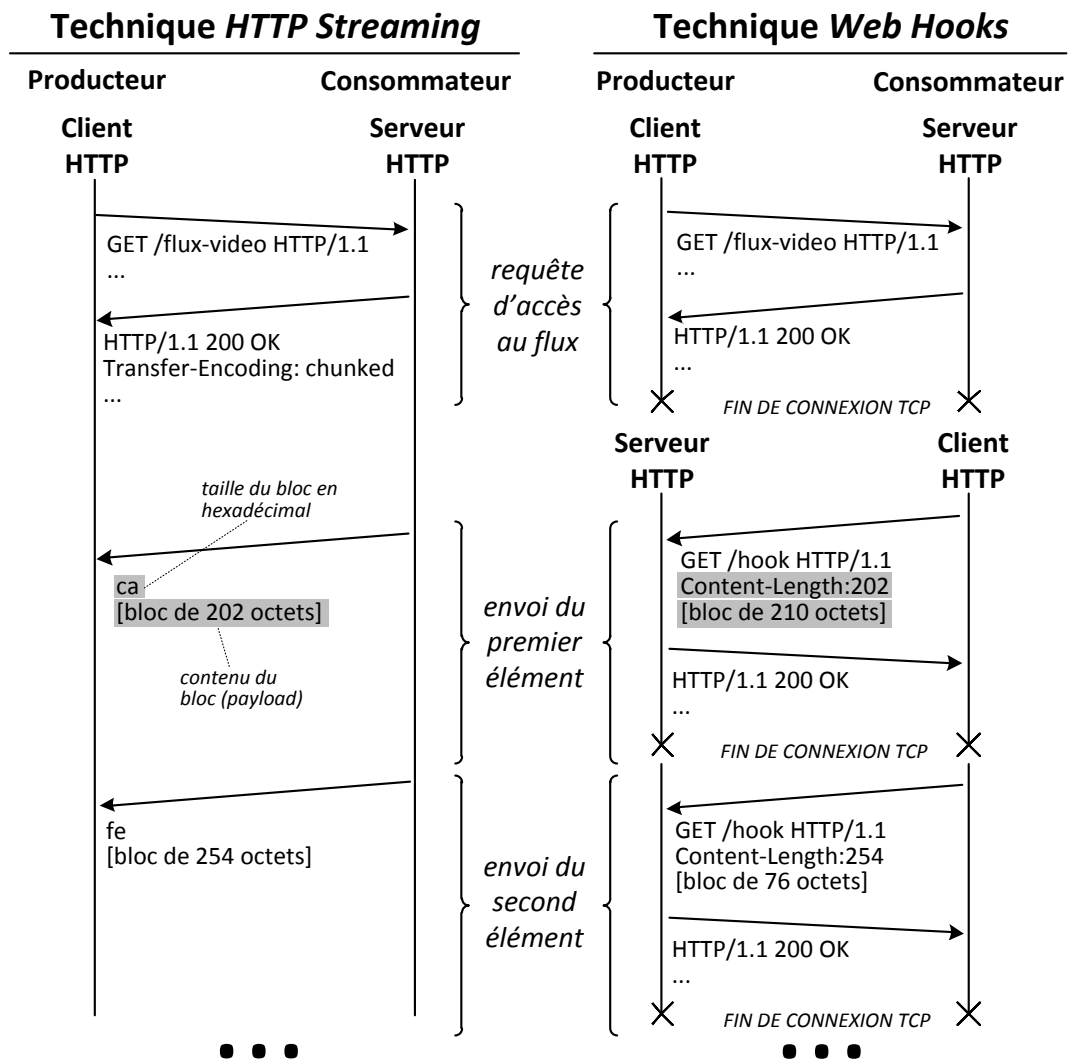 Technique HTTP Streaming
Producteur Consommateur
Client Serveur
HTTP HTTP
GET /flux-video HTTP/1.1
...
HTTP/1.1 200 OK
Transfer-Encoding: chunked
...
taille du bloc en
hexadécimal
ca
[bloc de 202 octets]
contenu du
bloc (payload)
fe
[bloc de 254 octets]
requête
d'accès
au flux
envoi du
premier
élément
envoi du
second
élément
Technique Web Hooks
Producteur Consommateur
Client Serveur
HTTP HTTP
GET /flux-video HTTP/1.1
...
HTTP/1.1 200 OK
...
FIN DE CONNEXION TCP
Serveur Client
HTTP HTTP
GET /hook HTTP/1.1
Content-Length:202
[bloc de 210 octets]
HTTP/1.1 200 OK
...
FIN DE CONNEXION TCP
GET /hook HTTP/1.1
Content-Length:254
[bloc de 76 octets]
HTTP/1.1 200 OK
...
FIN DE CONNEXION TCP